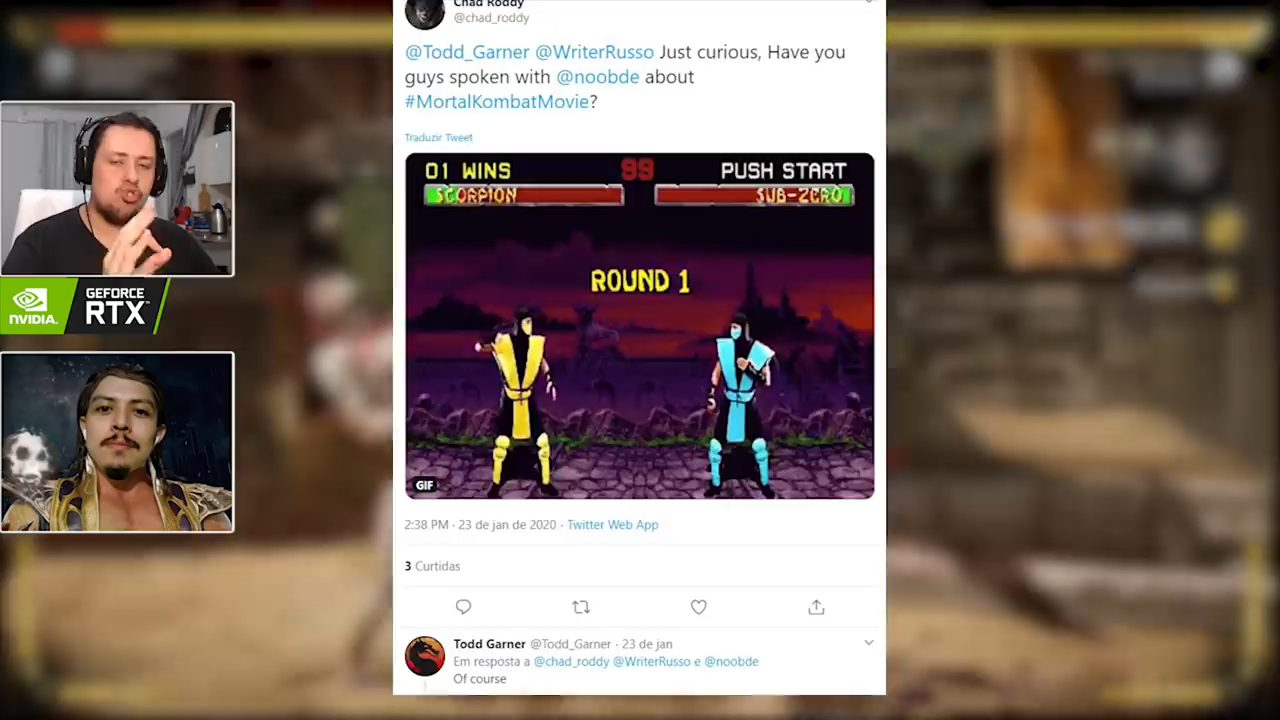 Chad Roddy
@chad_roddy
@Todd_Garner @WriterRusso Just curious, Have you
guys spoken with @noobde about
#MortalKombatMovie?
Traduzir Tweet
01 WINS 99 PUSH START
SCORPION SUB-ZERO
ROUND 1
GIF
2:38 PM · 23 de jan de 2020 · Twitter Web App
3 Curtidas
Todd Garner @Todd_Garner · 23 de jan
Em resposta a @chad_roddy @WriterRusso e @noobde
Of course
NVIDIA.
GEFORCE
RTX™